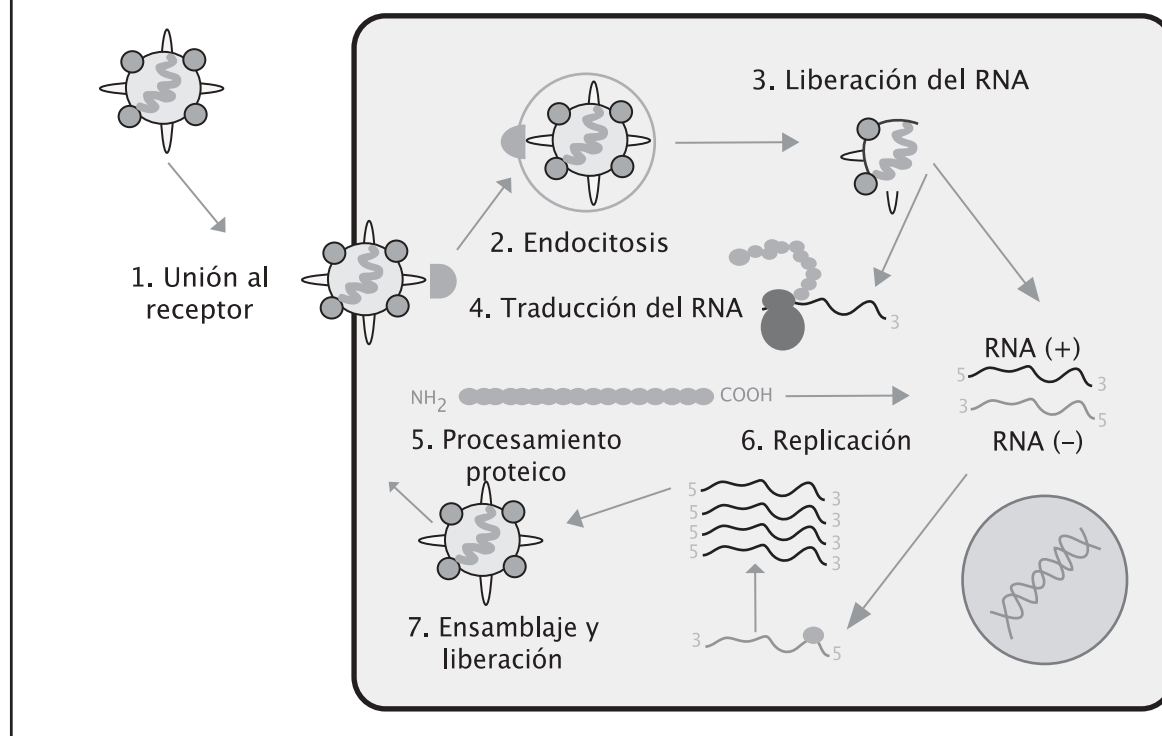 3. Liberación del RNA
2. Endocitosis
1. Unión al
receptor
4. Traducción del RNA
3
RNA (+)
5 3
3 5
RNA (–)
NH2 COOH
5. Procesamiento
proteico
6. Replicación
5 3
5 3
5 3
5 3
7. Ensamblaje y
liberación
3 5